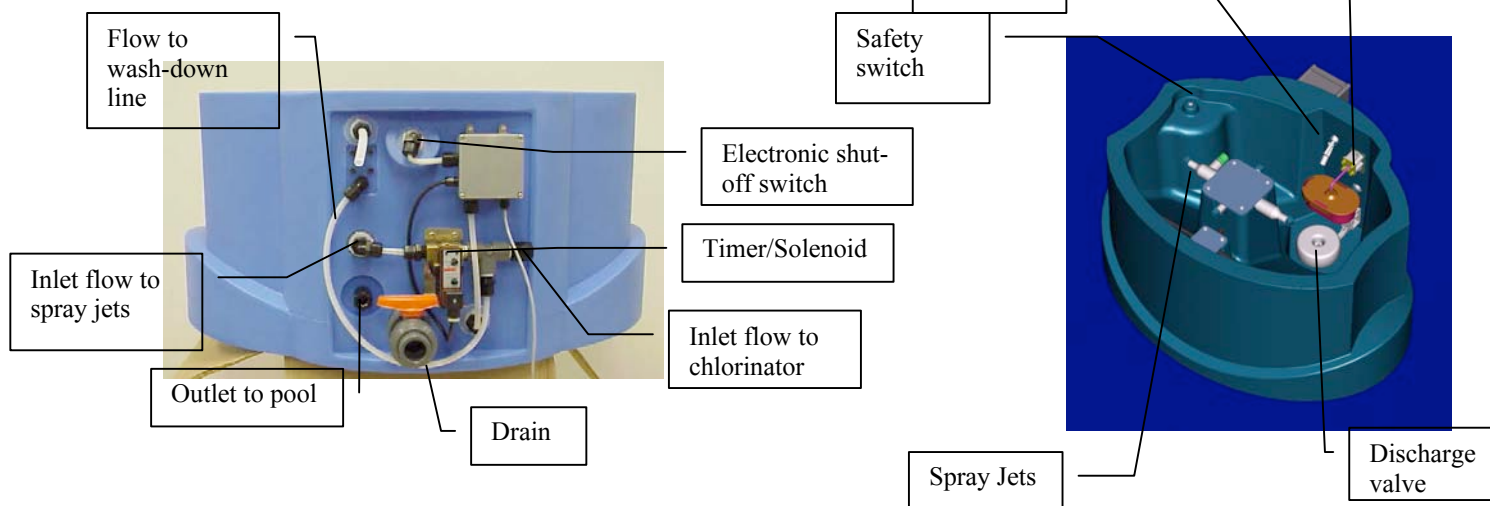 Flow to
wash-down
line
Safety
switch
Electronic shut-
off switch
Timer/Solenoid
Inlet flow to
spray jets
Inlet flow to
chlorinator
Outlet to pool
Drain
Spray Jets
Discharge
valve